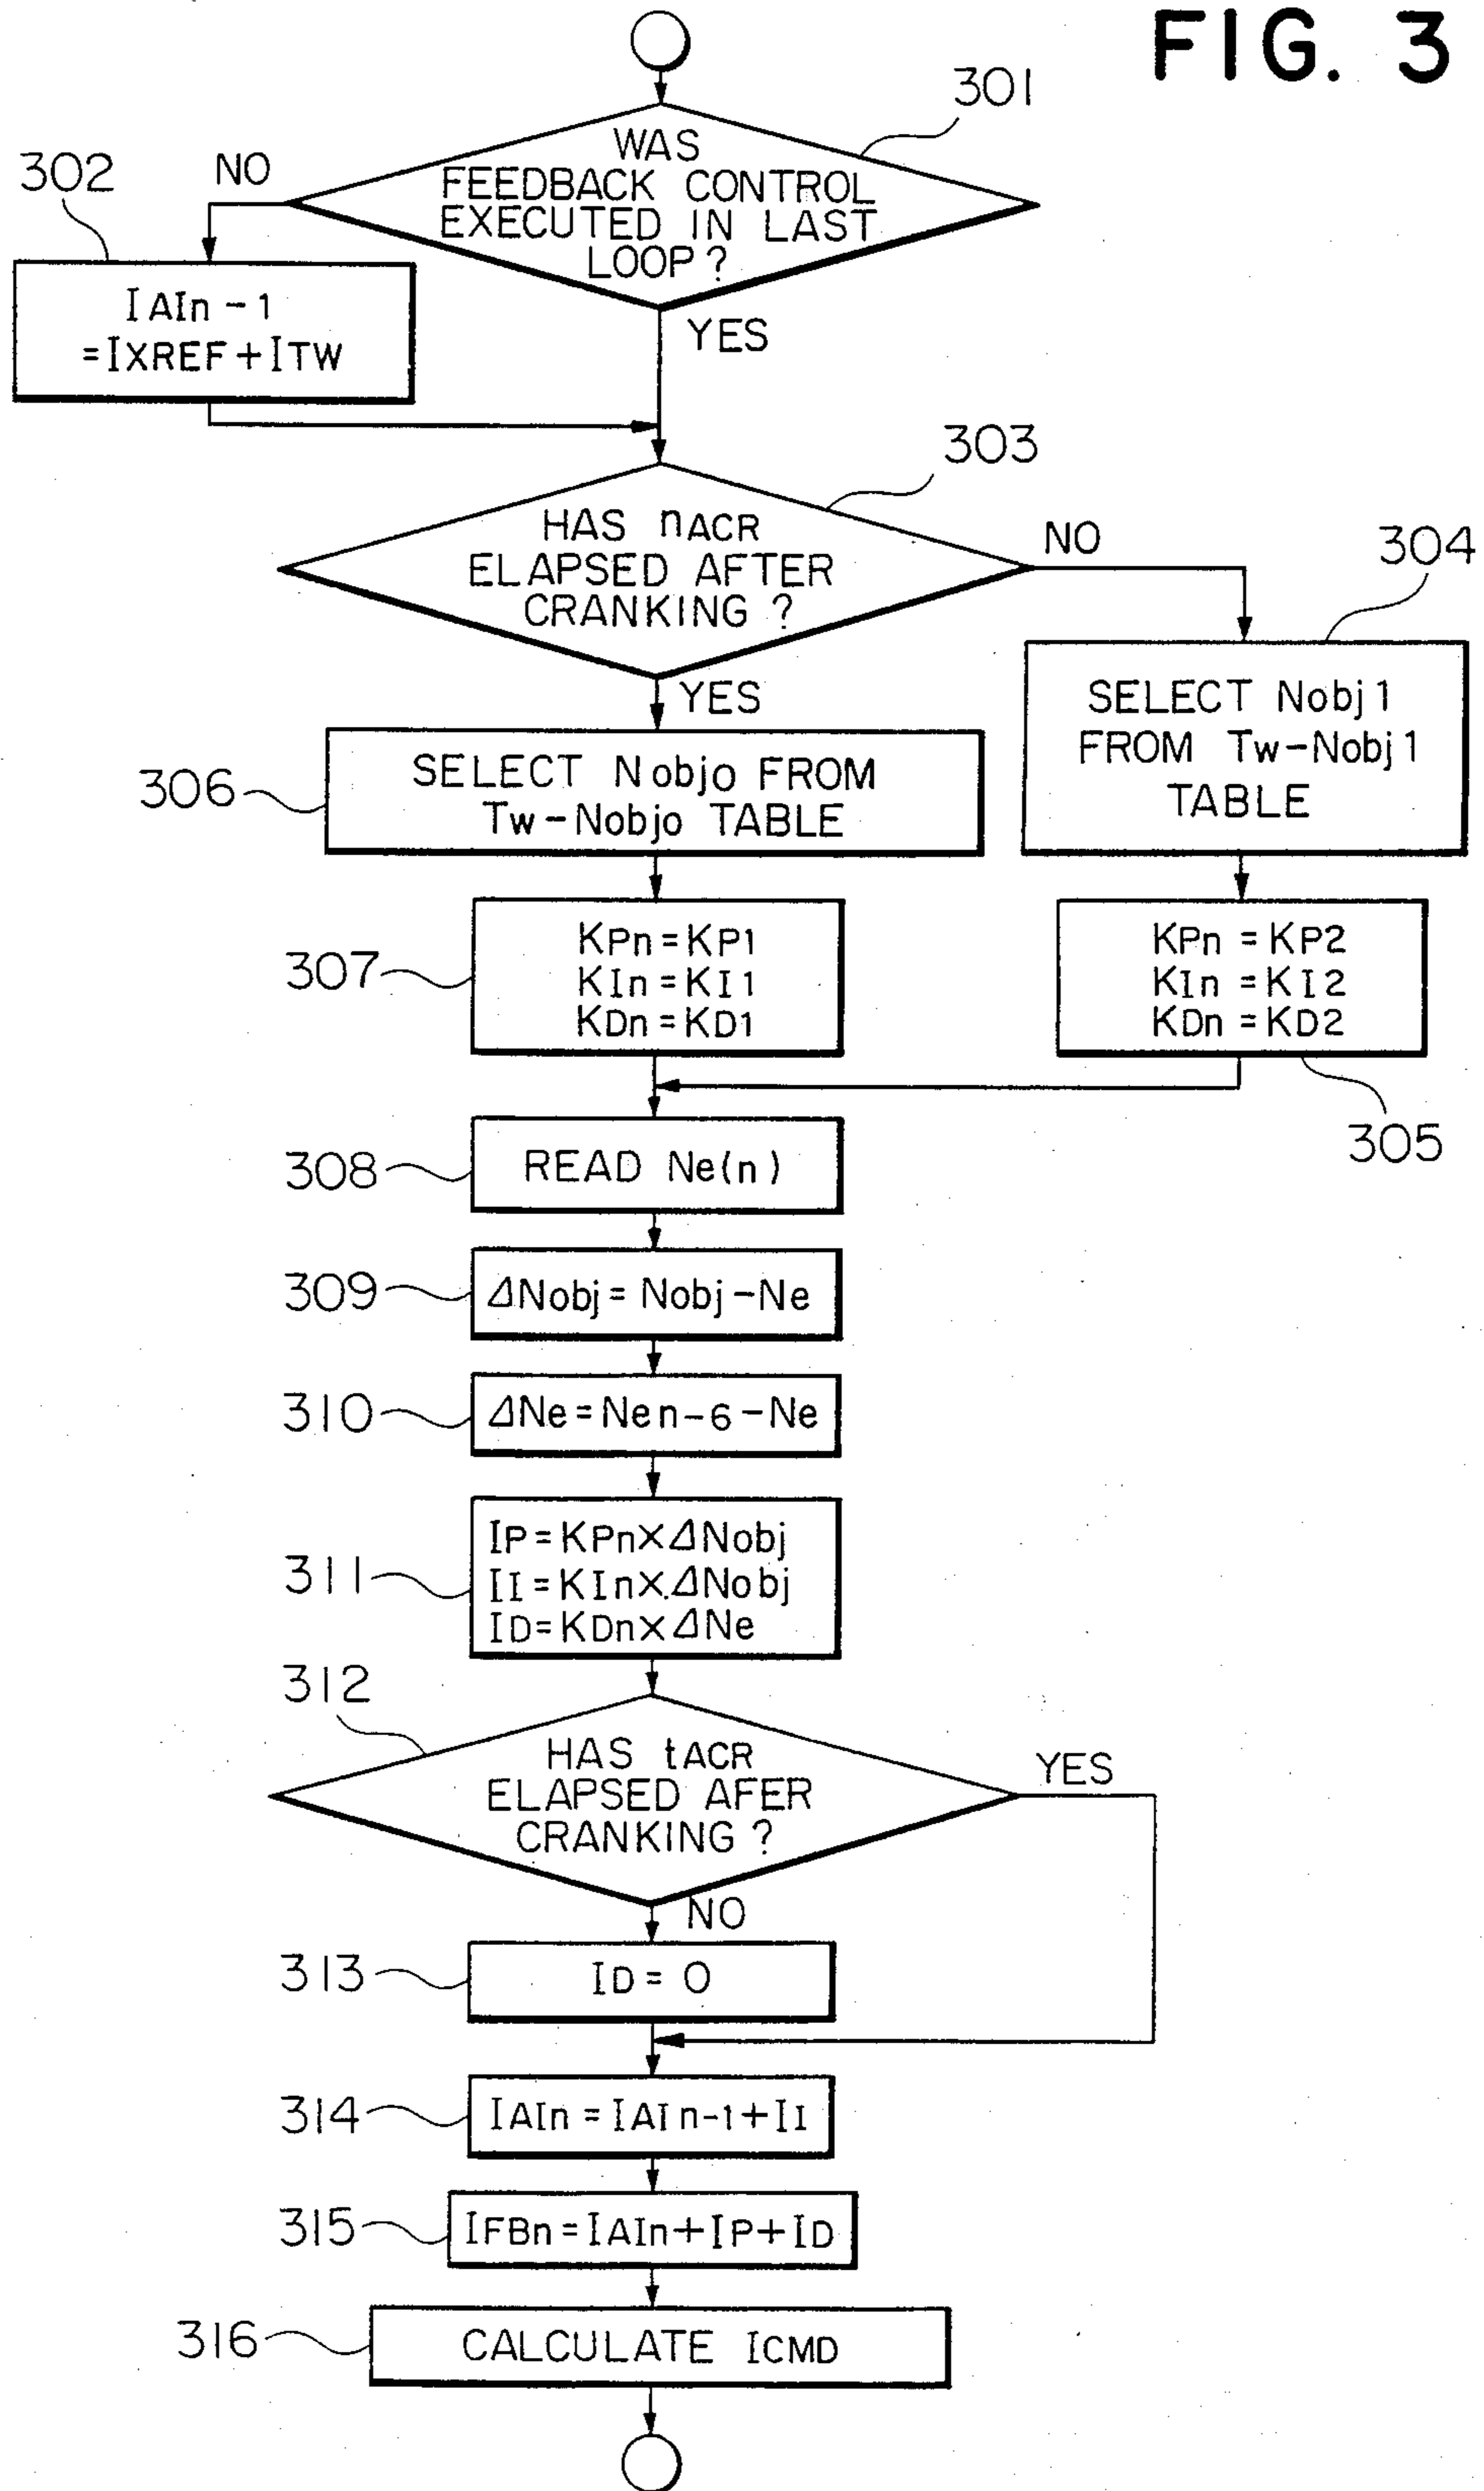 FIG. 3
301
WAS
FEEDBACK CONTROL
EXECUTED IN LAST
LOOP ?
NO
YES
302
IAIn-1
=IXREF+ITW
303
HAS nACR
ELAPSED AFTER
CRANKING ?
NO
YES
304
SELECT Nobj1
FROM Tw-Nobj1
TABLE
306
SELECT Nobjo FROM
Tw-Nobjo TABLE
307
KPn=KP1
KIn=KI1
KDn=KD1
KPn=KP2
KIn=KI2
KDn=KD2
305
308
READ Ne(n)
309
ΔNobj=Nobj-Ne
310
ΔNe=Nen-6-Ne
311
IP=KPn×ΔNobj
II=KIn×ΔNobj
ID=KDn×ΔNe
312
HAS tACR
ELAPSED AFER
CRANKING ?
YES
NO
313
ID=0
314
IAIn=IAIn-1+II
315
IFBn=IAIn+IP+ID
316
CALCULATE ICMD